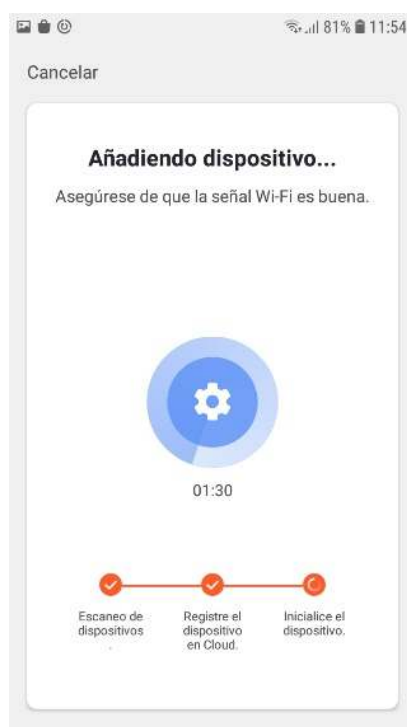 81% 11:54
Cancelar
Añadiendo dispositivo...
Asegúrese de que la señal Wi-Fi es buena.
01:30
Escaneo de
dispositivos
.
Registre el
dispositivo
en Cloud.
Inicialice el
dispositivo.